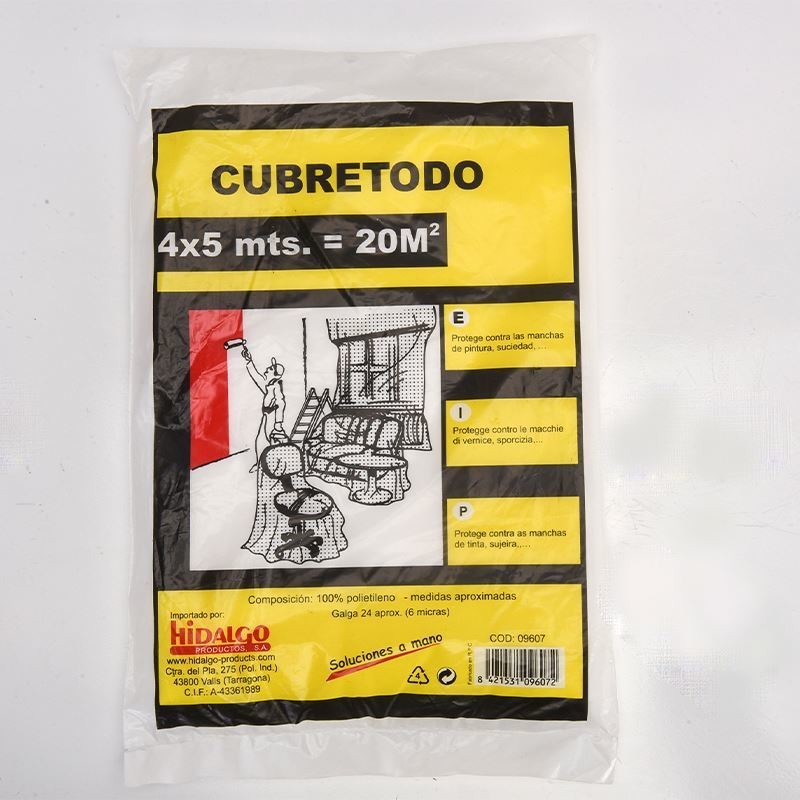 CUBRETODO
4x5 mts. = 20M²
E
Protege contra las manchas
de pintura, suciedad,...
I
Protegge contro le macchie
di vernice, sporcizia,...
P
Protege contra as manchas
de tinta, sujeira,...
Composición: 100% polietileno - medidas aproximadas
Galga 24 aprox. (6 micras)
Importado por:
HiDALGO
PRODUCTOS, S.A.
www.hidalgo-products.com
Ctra. del Pla, 275 (Pol. Ind.)
43800 Valls (Tarragona)
C.I.F.: A-43361989
Soluciones a mano
4
COD: 09607
Fabricado en R.P.C.
8 421531 096072